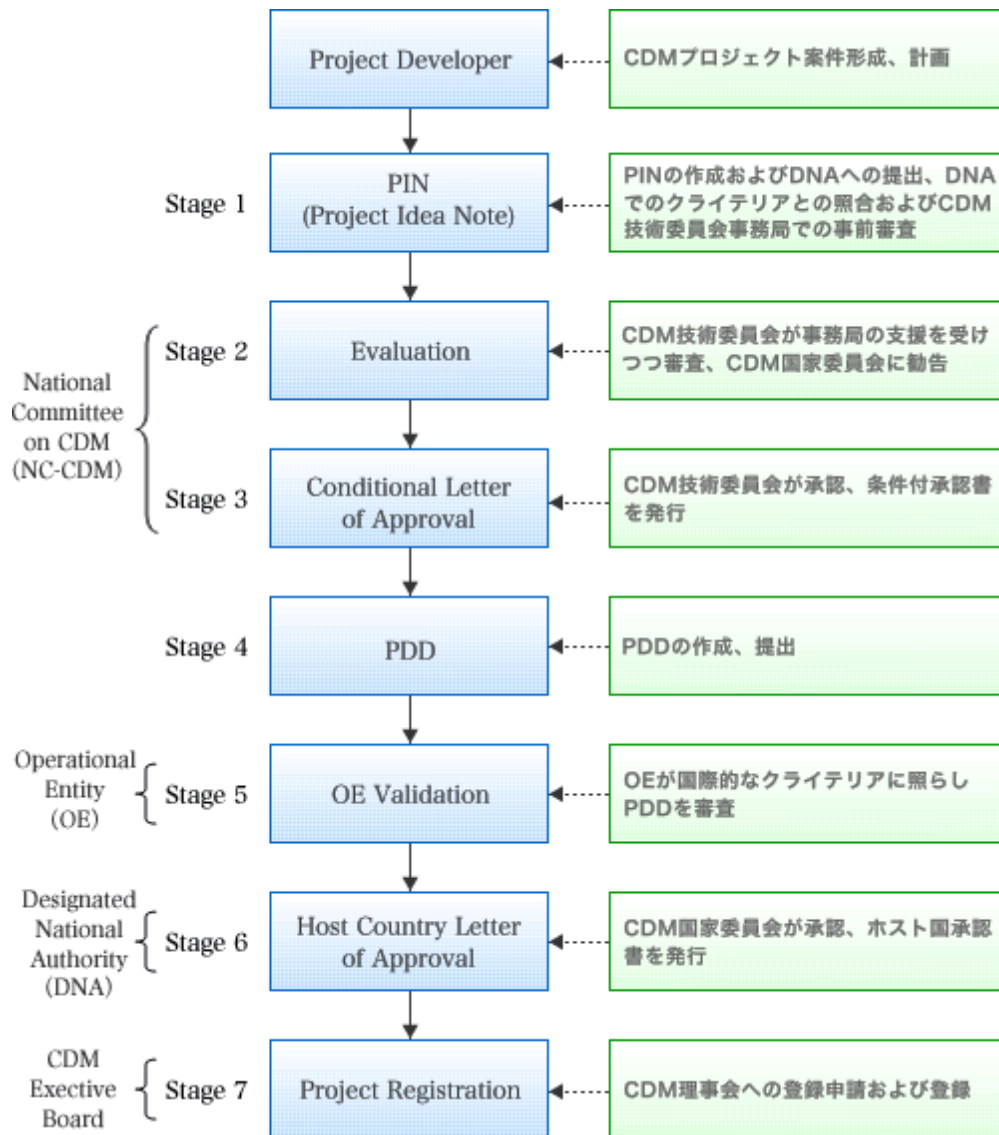 Project Developer
CDMプロジェクト案件形成、計画
Stage 1
PIN
(Project Idea Note)
PINの作成およびDNAへの提出、DNA
でのクライテリアとの照合およびCDM
技術委員会事務局での事前審査
National
Committee
on CDM
(NC-CDM)
Stage 2
Evaluation
CDM技術委員会が事務局の支援を受け
つつ審査、CDM国家委員会に勧告
Stage 3
Conditional Letter
of Approval
CDM技術委員会が承認、条件付承認書
を発行
Stage 4
PDD
PDDの作成、提出
Operational
Entity
(OE)
Stage 5
OE Validation
OEが国際的なクライテリアに照らし
PDDを審査
Designated
National
Authority
(DNA)
Stage 6
Host Country Letter
of Approval
CDM国家委員会が承認、ホスト国承認
書を発行
CDM
Exective
Board
Stage 7
Project Registration
CDM理事会への登録申請および登録